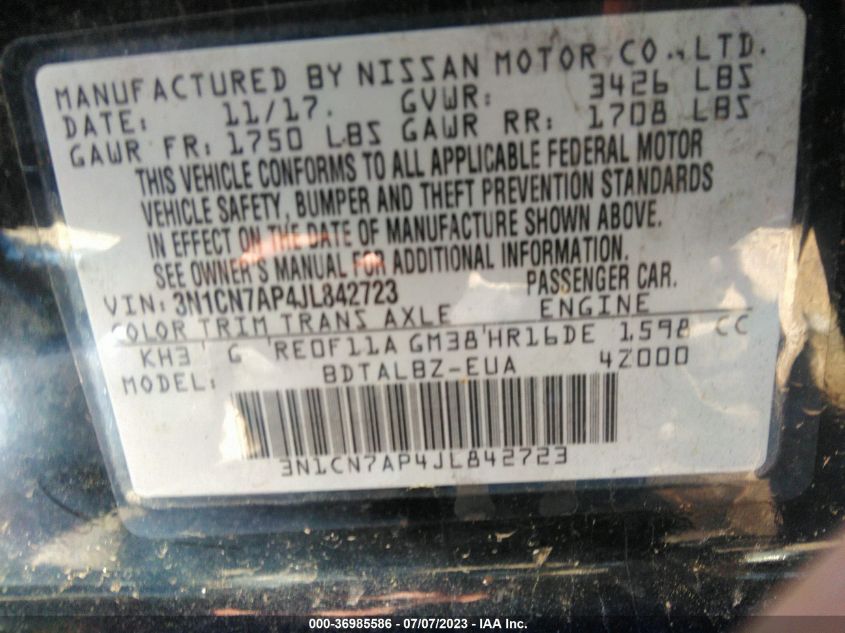 MANUFACTURED BY NISSAN MOTOR CO., LTD.
DATE: 11/17. GVWR: 3426 LBS
GAWR FR: 1750 LBS GAWR RR: 1708 LBS
THIS VEHICLE CONFORMS TO ALL APPLICABLE FEDERAL MOTOR
VEHICLE SAFETY, BUMPER AND THEFT PREVENTION STANDARDS
IN EFFECT ON THE DATE OF MANUFACTURE SHOWN ABOVE.
SEE OWNER'S MANUAL FOR ADDITIONAL INFORMATION.
VIN: 3N1CN7AP4JL842723 PASSENGER CAR.
COLOR TRIM TRANS AXLE ENGINE
KH3 G RE0F11A GM38 HR16DE 1598 CC
MODEL: BDTALBZ-EUA 4Z000
3N1CN7AP4JL842723
000-36985586 / 07/07/2023 - IAA Inc.